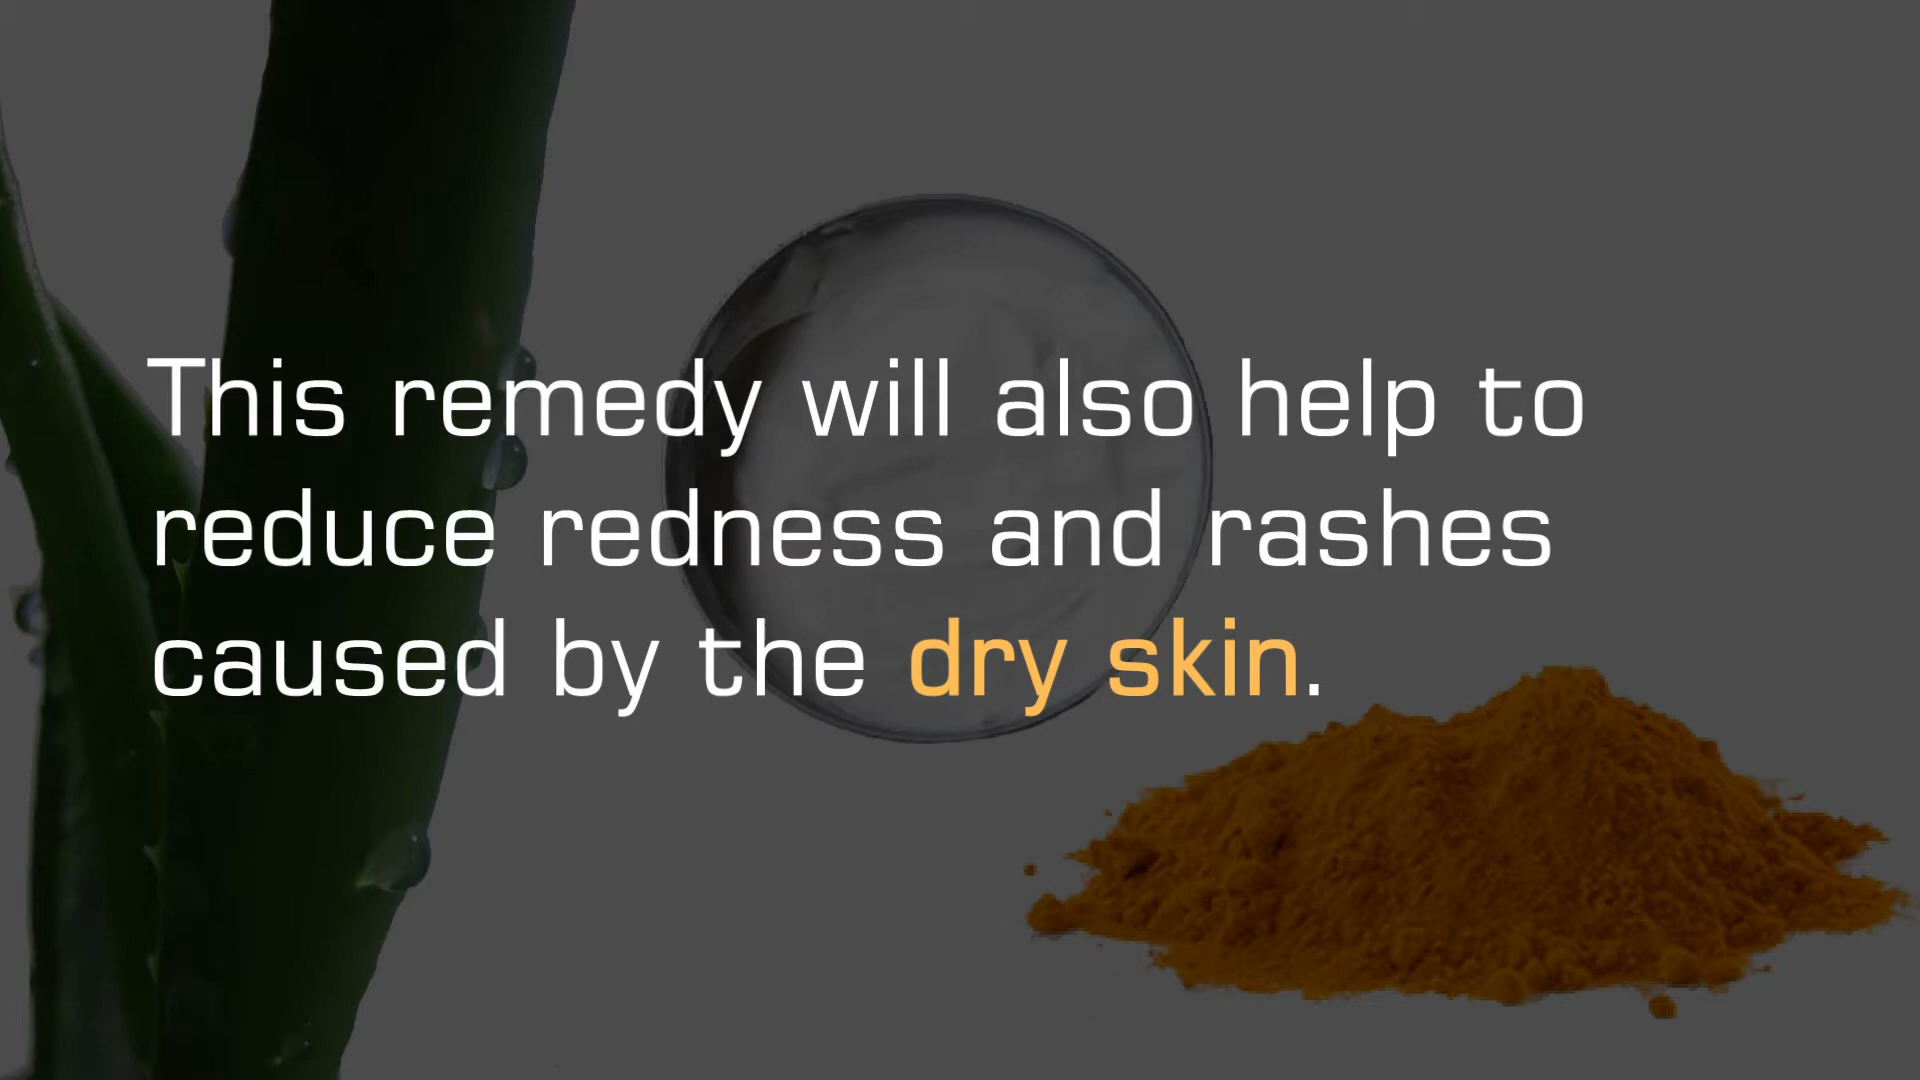 This remedy will also help to
reduce redness and rashes
caused by the dry skin.